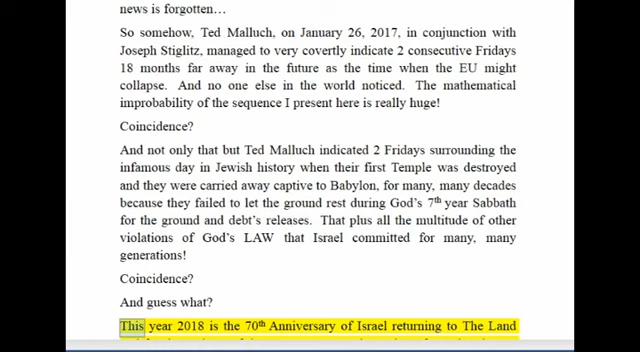 news is forgotten…
So somehow, Ted Malluch, on January 26, 2017, in conjunction with
Joseph Stiglitz, managed to very covertly indicate 2 consecutive Fridays
18 months far away in the future as the time when the EU might
collapse. And no one else in the world noticed. The mathematical
improbability of the sequence I present here is really huge!
Coincidence?
And not only that but Ted Malluch indicated 2 Fridays surrounding the
infamous day in Jewish history when their first Temple was destroyed
and they were carried away captive to Babylon, for many, many decades
because they failed to let the ground rest during God’s 7th year Sabbath
for the ground and debt’s releases. That plus all the multitude of other
violations of God’s LAW that Israel committed for many, many
generations!
Coincidence?
And guess what?
This year 2018 is the 70th Anniversary of Israel returning to The Land